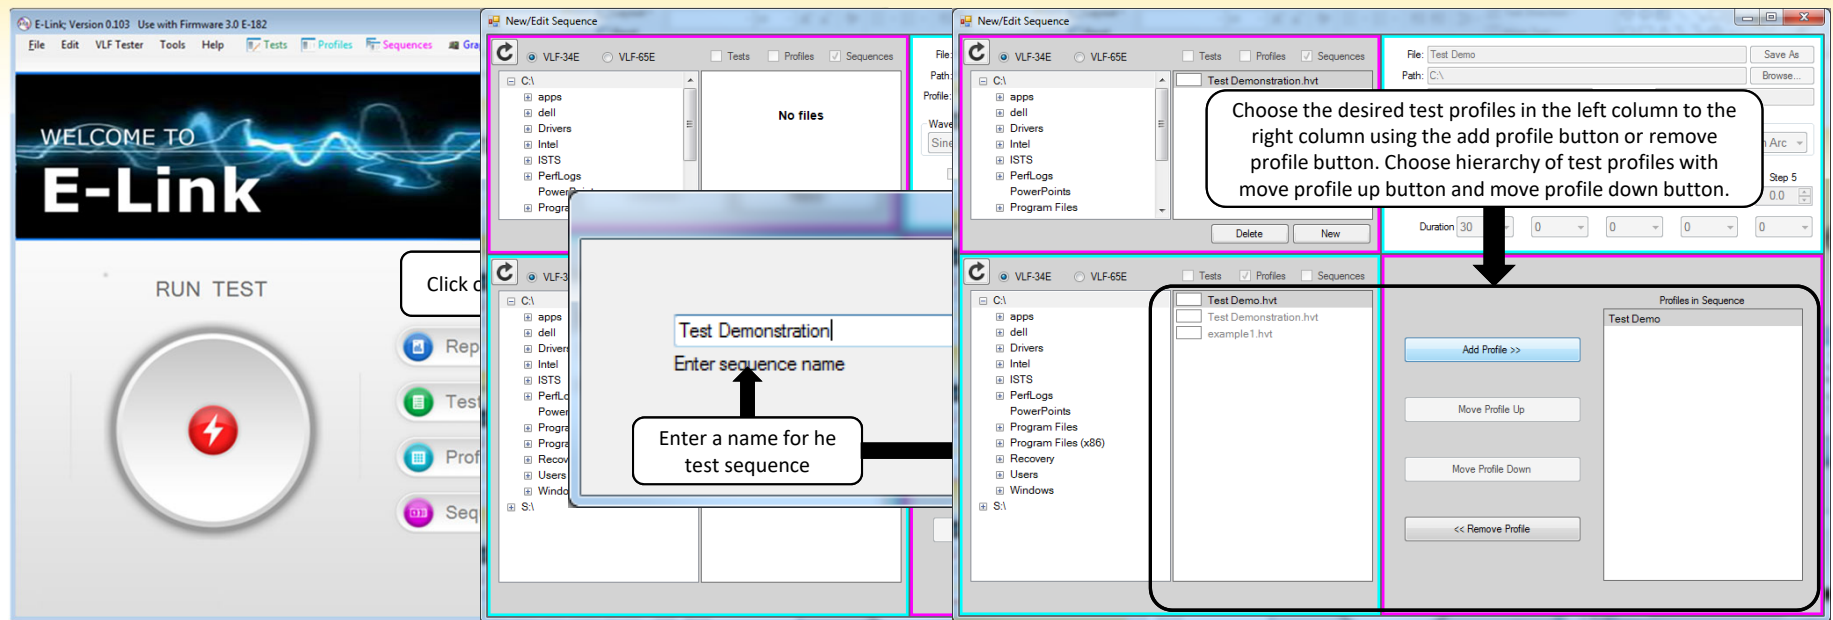 E-Link; Version 0.103 Use with Firmware 3.0 E-182
File Edit VLF Tester Tools Help Tests Profiles Sequences
WELCOME TO
E-Link
RUN TEST
Click
New/Edit Sequence
VLF-34E VLF-65E Tests Profiles Sequences
C:\
apps
dell
Drivers
Intel
ISTS
PerfLogs
No files
File:
Path:
Profile:
Test Demonstration
Enter sequence name
Enter a name for he
test sequence
C:\
apps
dell
Intel
ISTS
Users
S:\
New/Edit Sequence
VLF-34E VLF-65E Tests Profiles Sequences
C:\
apps
dell
Drivers
Intel
ISTS
PerfLogs
PowerPoints
Program Files
Test Demonstration.hvt
Delete New
File: Test Demo Save As
Path: C:\ Browse...
Choose the desired test profiles in the left column to the
right column using the add profile button or remove
profile button. Choose hierarchy of test profiles with
move profile up button and move profile down button.
Arc
Step 5
0.0
Duration 30 0 0 0 0
VLF-34E VLF-65E Tests Profiles Sequences
C:\
apps
dell
Drivers
Intel
ISTS
PerfLogs
PowerPoints
Program Files
Program Files (x86)
Recovery
Users
Windows
S:\
Test Demo.hvt
Test Demonstration.hvt
example1.hvt
Add Profile >>
Move Profile Up
Move Profile Down
<< Remove Profile
Profiles in Sequence
Test Demo